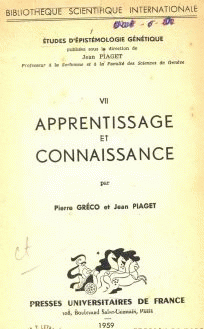 BIBLIOTHÈQUE SCIENTIFIQUE INTERNATIONALE
ÉTUDES D'ÉPISTÉMOLOGIE GÉNÉTIQUE
publiées sous la direction de
Jean PIAGET
Professeur à la Sorbonne et à la Faculté des Sciences de Genève
VII
APPRENTISSAGE
ET
CONNAISSANCE
par
Pierre GRÉCO et Jean PIAGET
PRESSES UNIVERSITAIRES DE FRANCE
108, Boulevard Saint-Germain, Paris
1959